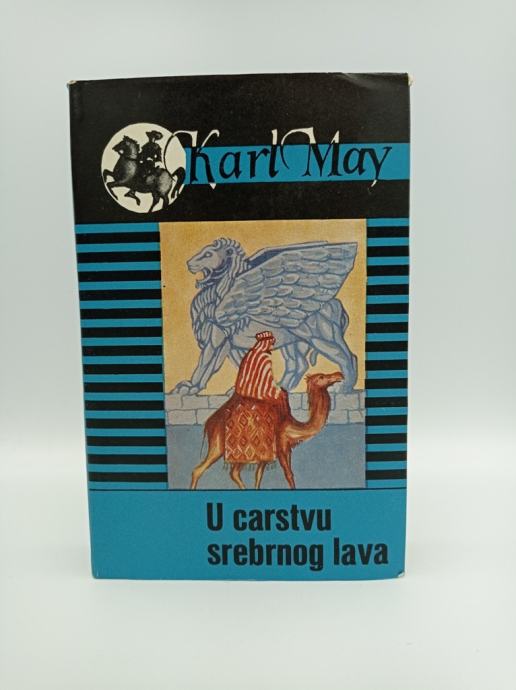 Karl May
U carstvu
srebrnog lava